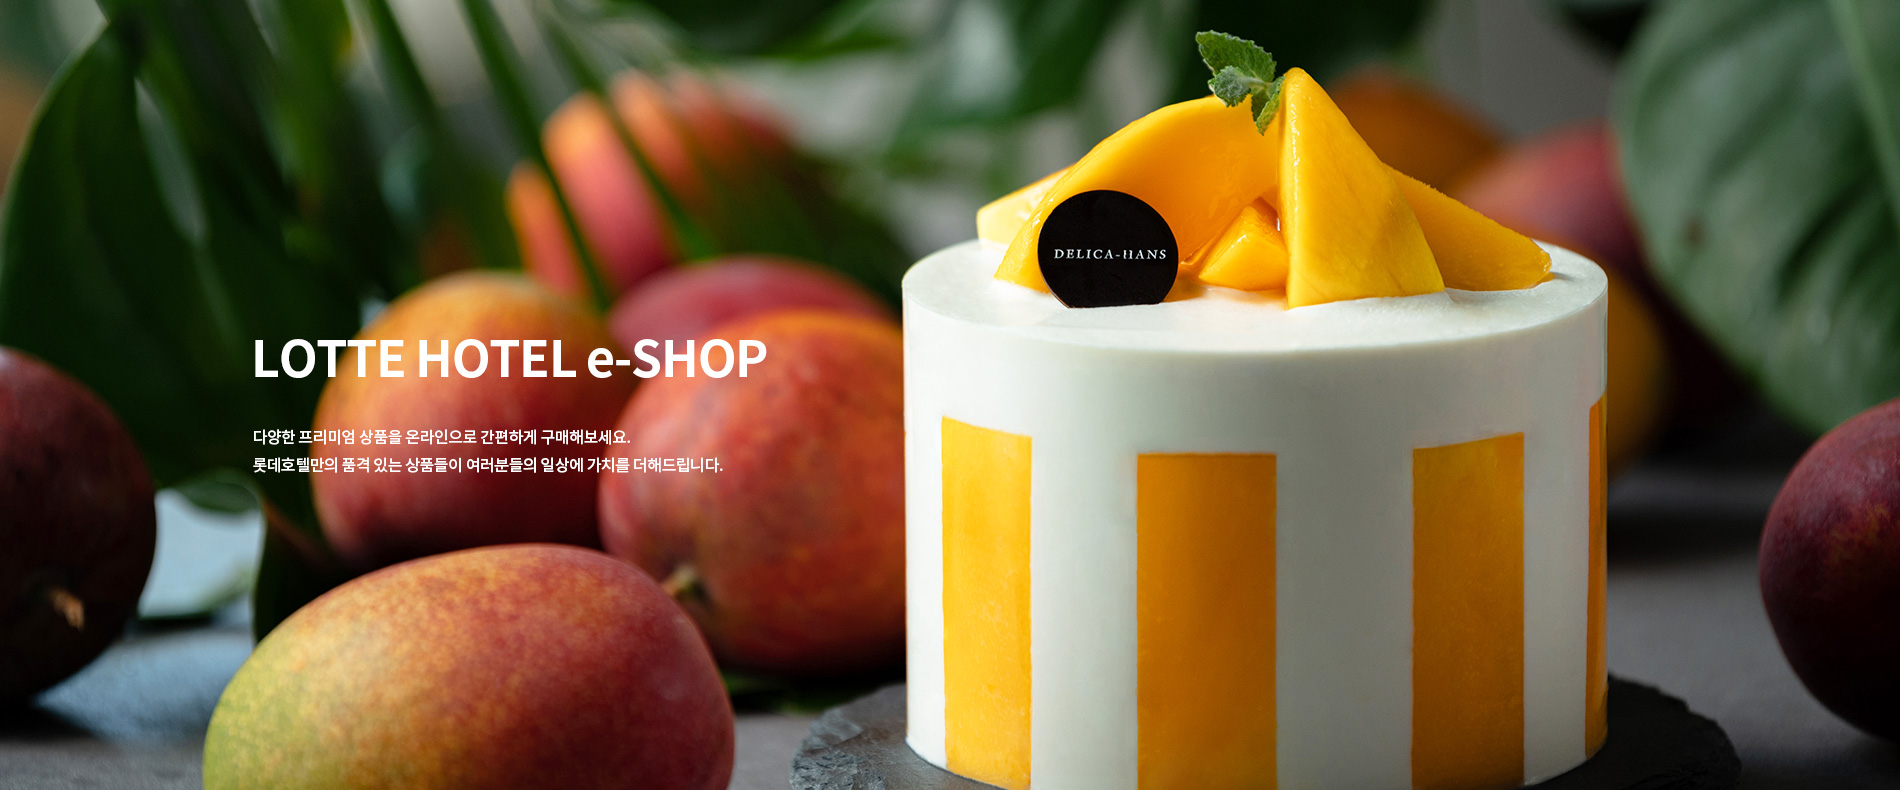 DELICA-HANS
LOTTE HOTEL e-SHOP
다양한 프리미엄 상품을 온라인으로 간편하게 구매해보세요.
롯데호텔만의 품격 있는 상품들이 여러분들의 일상에 가치를 더해드립니다.